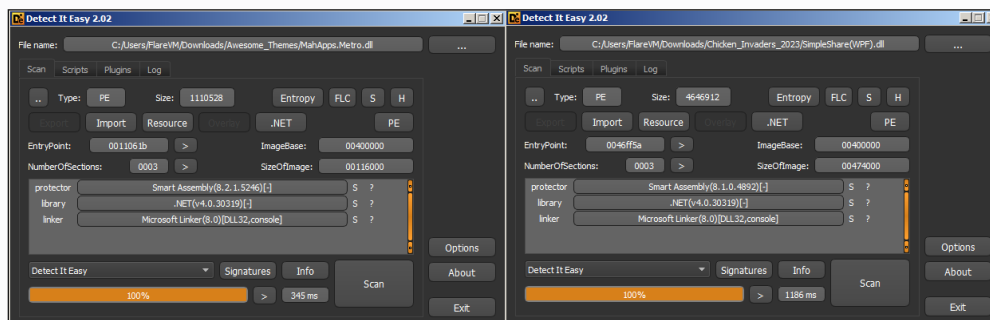 Detect It Easy 2.02
File name: C:/Users/FlareVM/Downloads/Awesome_Themes/MahApps.Metro.dll ...
Scan Scripts Plugins Log
.. Type: PE Size: 1110528 Entropy FLC S H
Export Import Resource Overlay .NET PE
EntryPoint: 0011061b > ImageBase: 00400000
NumberOfSections: 0003 > SizeOfImage: 00116000
protector Smart Assembly(8.2.1.5246)[-] S ?
library .NET(v4.0.30319)[-] S ?
linker Microsoft Linker(8.0)[DLL32,console] S ?
Options
Detect It Easy Signatures Info Scan About
100% > 345 ms
Exit
Detect It Easy 2.02
File name: C:/Users/FlareVM/Downloads/Chicken_Invaders_2023/SimpleShare(WPF).dll ...
Scan Scripts Plugins Log
.. Type: PE Size: 4646912 Entropy FLC S H
Export Import Resource Overlay .NET PE
EntryPoint: 0046ff5a > ImageBase: 00400000
NumberOfSections: 0003 > SizeOfImage: 00474000
protector Smart Assembly(8.1.0.4892)[-] S ?
library .NET(v4.0.30319)[-] S ?
linker Microsoft Linker(8.0)[DLL32,console] S ?
Options
Detect It Easy Signatures Info Scan About
100% > 1186 ms
Exit